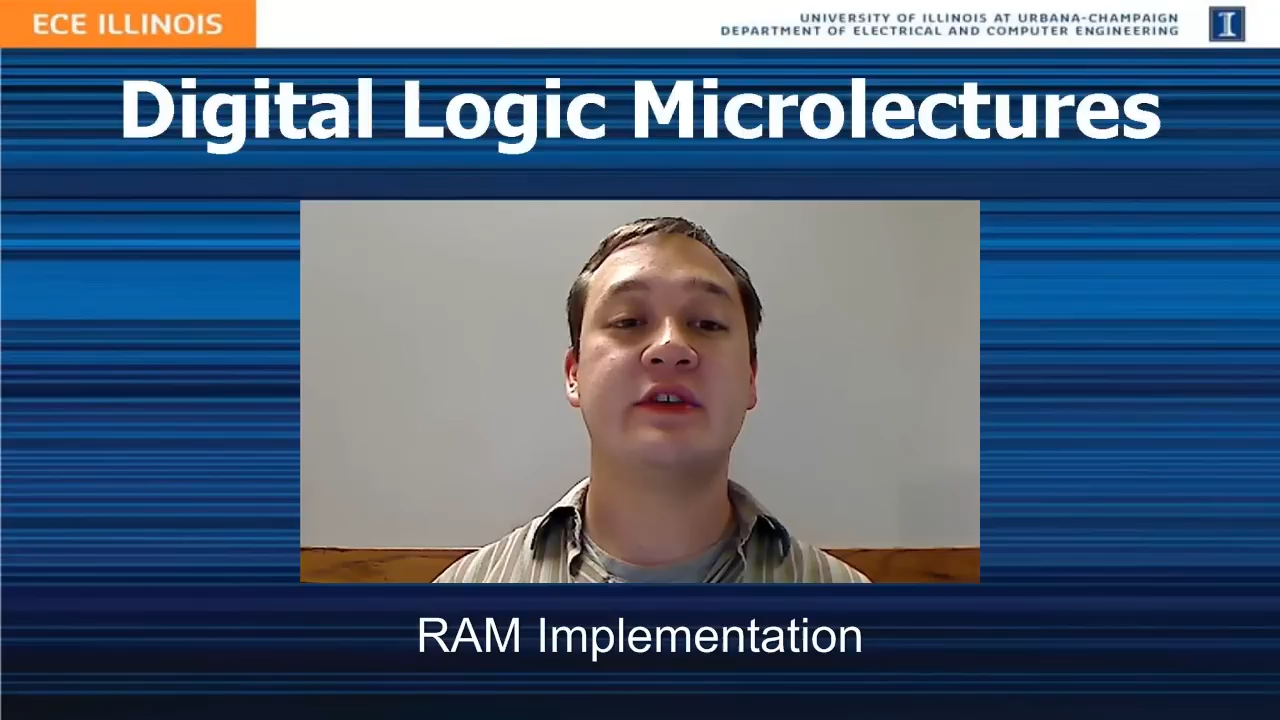 ECE ILLINOIS
UNIVERSITY OF ILLINOIS AT URBANA-CHAMPAIGN
DEPARTMENT OF ELECTRICAL AND COMPUTER ENGINEERING
I
Digital Logic Microlectures
RAM Implementation